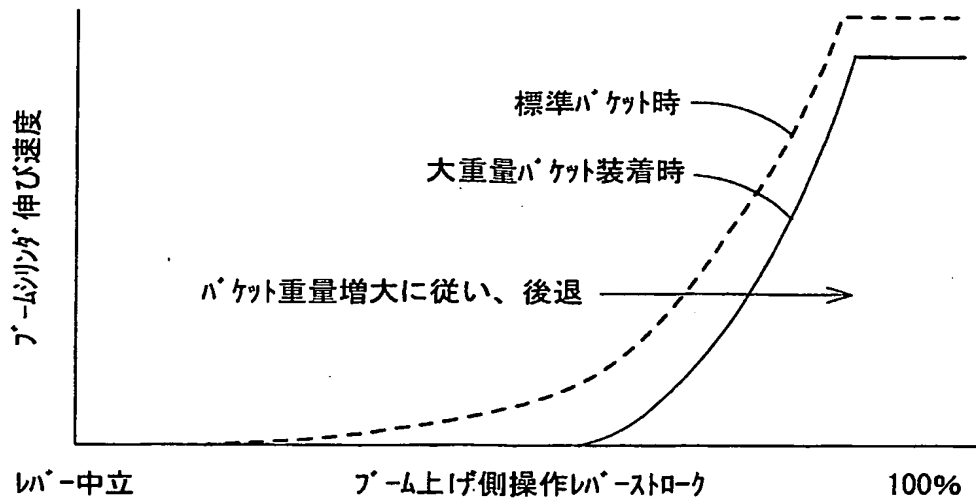 標準ﾊﾞｹｯﾄ時
大重量ﾊﾞｹｯﾄ装着時
ﾊﾞｹｯﾄ重量増大に従い、後退
ﾌﾞｰﾑｼﾘﾝﾀﾞ伸び速度
ﾚﾊﾞｰ中立
ﾌﾞｰﾑ上げ側操作ﾚﾊﾞｰｽﾄﾛｰｸ
100%